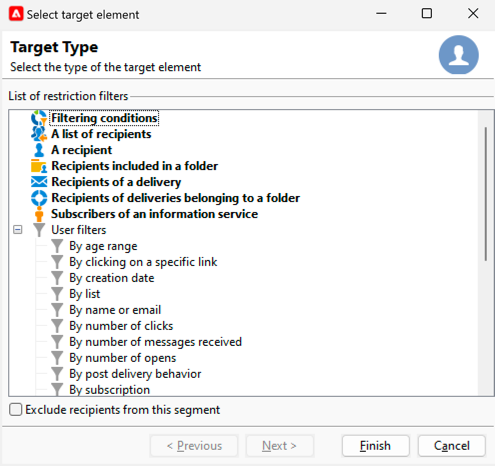 Select target element
Target Type
Select the type of the target element
List of restriction filters
Filtering conditions
A list of recipients
A recipient
Recipients included in a folder
Recipients of a delivery
Recipients of deliveries belonging to a folder
Subscribers of an information service
User filters
By age range
By clicking on a specific link
By creation date
By list
By name or email
By number of clicks
By number of messages received
By number of opens
By post delivery behavior
By subscription
Exclude recipients from this segment
< Previous
Next >
Finish
Cancel